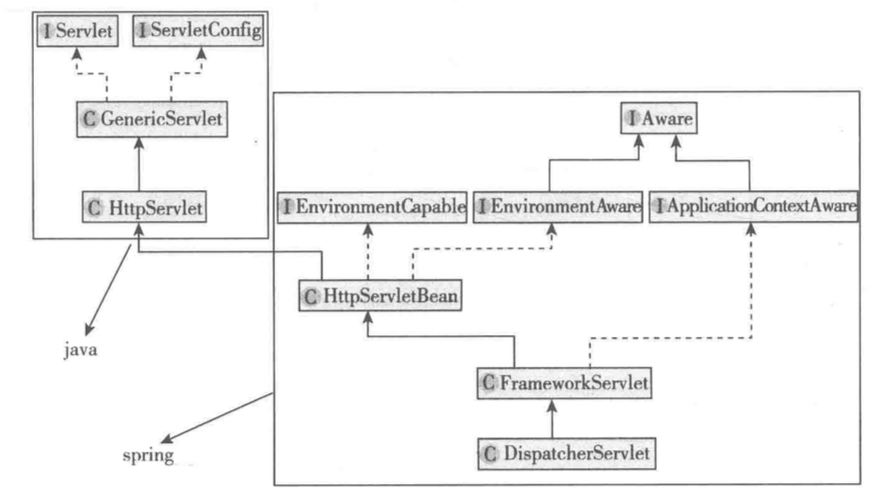 I Servlet
I ServletConfig
C GenericServlet
I Aware
C HttpServlet
I EnvironmentCapable
I EnvironmentAware
I ApplicationContextAware
C HttpServletBean
java
C FrameworkServlet
spring
C DispatcherServlet